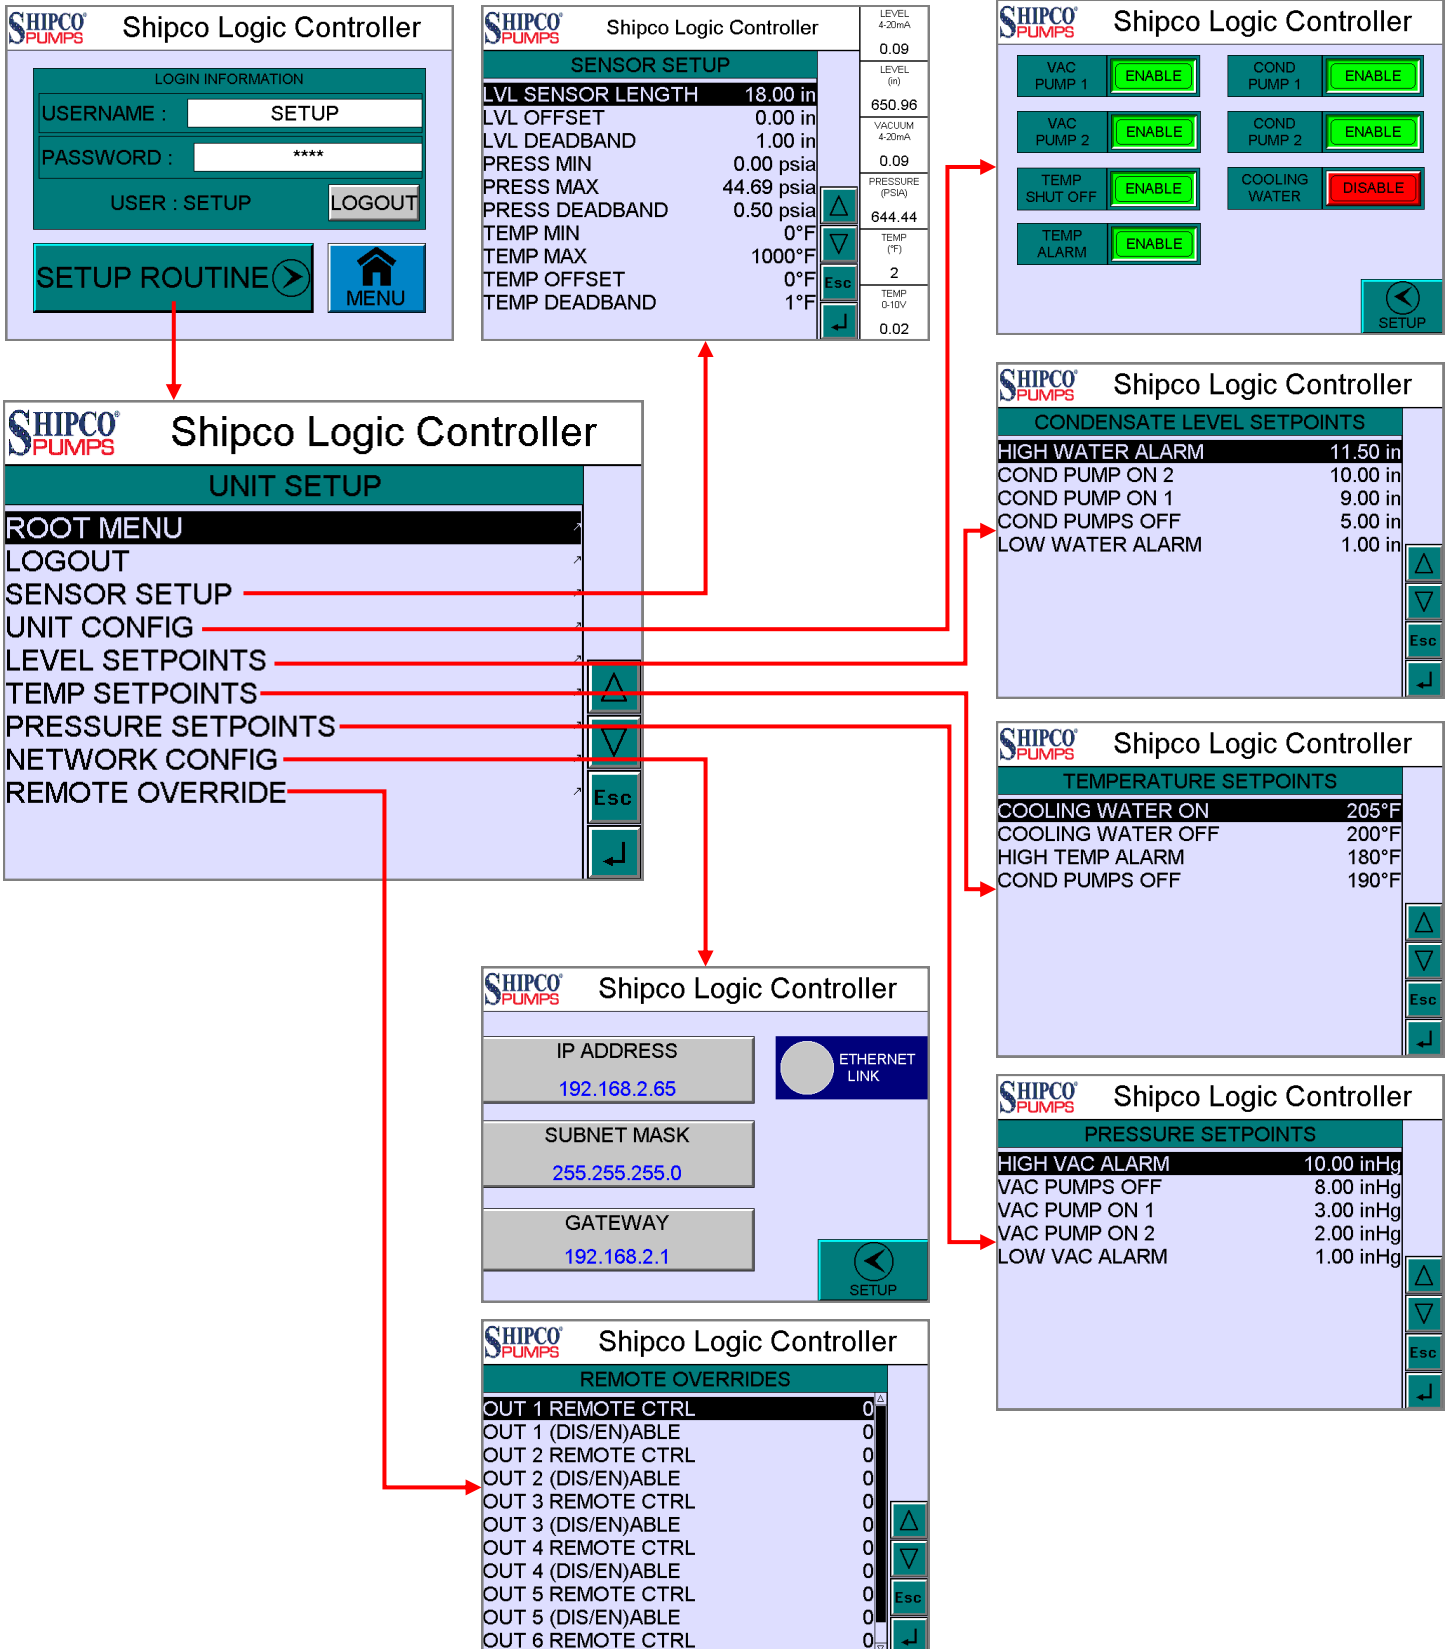 SHIPCO®
PUMPS
Shipco Logic Controller
LOGIN INFORMATION
USERNAME :
SETUP
PASSWORD :
****
USER : SETUP
LOGOUT
SETUP ROUTINE
MENU
SHIPCO®
PUMPS
Shipco Logic Controller
SENSOR SETUP
LVL SENSOR LENGTH 18.00 in
LVL OFFSET 0.00 in
LVL DEADBAND 1.00 in
PRESS MIN 0.00 psia
PRESS MAX 44.69 psia
PRESS DEADBAND 0.50 psia
TEMP MIN 0°F
TEMP MAX 1000°F
TEMP OFFSET 0°F
TEMP DEADBAND 1°F
Esc
LEVEL
4-20mA
0.09
LEVEL
(in)
650.96
VACUUM
4-20mA
0.09
PRESSURE
(PSIA)
644.44
TEMP
(°F)
2
TEMP
0-10V
0.02
SHIPCO®
PUMPS
Shipco Logic Controller
VAC
PUMP 1
ENABLE
COND
PUMP 1
ENABLE
VAC
PUMP 2
ENABLE
COND
PUMP 2
ENABLE
TEMP
SHUT OFF
ENABLE
COOLING
WATER
DISABLE
TEMP
ALARM
ENABLE
SETUP
SHIPCO®
PUMPS
Shipco Logic Controller
UNIT SETUP
ROOT MENU
LOGOUT
SENSOR SETUP
UNIT CONFIG
LEVEL SETPOINTS
TEMP SETPOINTS
PRESSURE SETPOINTS
NETWORK CONFIG
REMOTE OVERRIDE
Esc
SHIPCO®
PUMPS
Shipco Logic Controller
CONDENSATE LEVEL SETPOINTS
HIGH WATER ALARM 11.50 in
COND PUMP ON 2 10.00 in
COND PUMP ON 1 9.00 in
COND PUMPS OFF 5.00 in
LOW WATER ALARM 1.00 in
Esc
SHIPCO®
PUMPS
Shipco Logic Controller
TEMPERATURE SETPOINTS
COOLING WATER ON 205°F
COOLING WATER OFF 200°F
HIGH TEMP ALARM 180°F
COND PUMPS OFF 190°F
Esc
SHIPCO®
PUMPS
Shipco Logic Controller
IP ADDRESS
192.168.2.65
ETHERNET
LINK
SUBNET MASK
255.255.255.0
GATEWAY
192.168.2.1
SETUP
SHIPCO®
PUMPS
Shipco Logic Controller
PRESSURE SETPOINTS
HIGH VAC ALARM 10.00 inHg
VAC PUMPS OFF 8.00 inHg
VAC PUMP ON 1 3.00 inHg
VAC PUMP ON 2 2.00 inHg
LOW VAC ALARM 1.00 inHg
Esc
SHIPCO®
PUMPS
Shipco Logic Controller
REMOTE OVERRIDES
OUT 1 REMOTE CTRL 0
OUT 1 (DIS/EN)ABLE 0
OUT 2 REMOTE CTRL 0
OUT 2 (DIS/EN)ABLE 0
OUT 3 REMOTE CTRL 0
OUT 3 (DIS/EN)ABLE 0
OUT 4 REMOTE CTRL 0
OUT 4 (DIS/EN)ABLE 0
OUT 5 REMOTE CTRL 0
OUT 5 (DIS/EN)ABLE 0
OUT 6 REMOTE CTRL 0
Esc